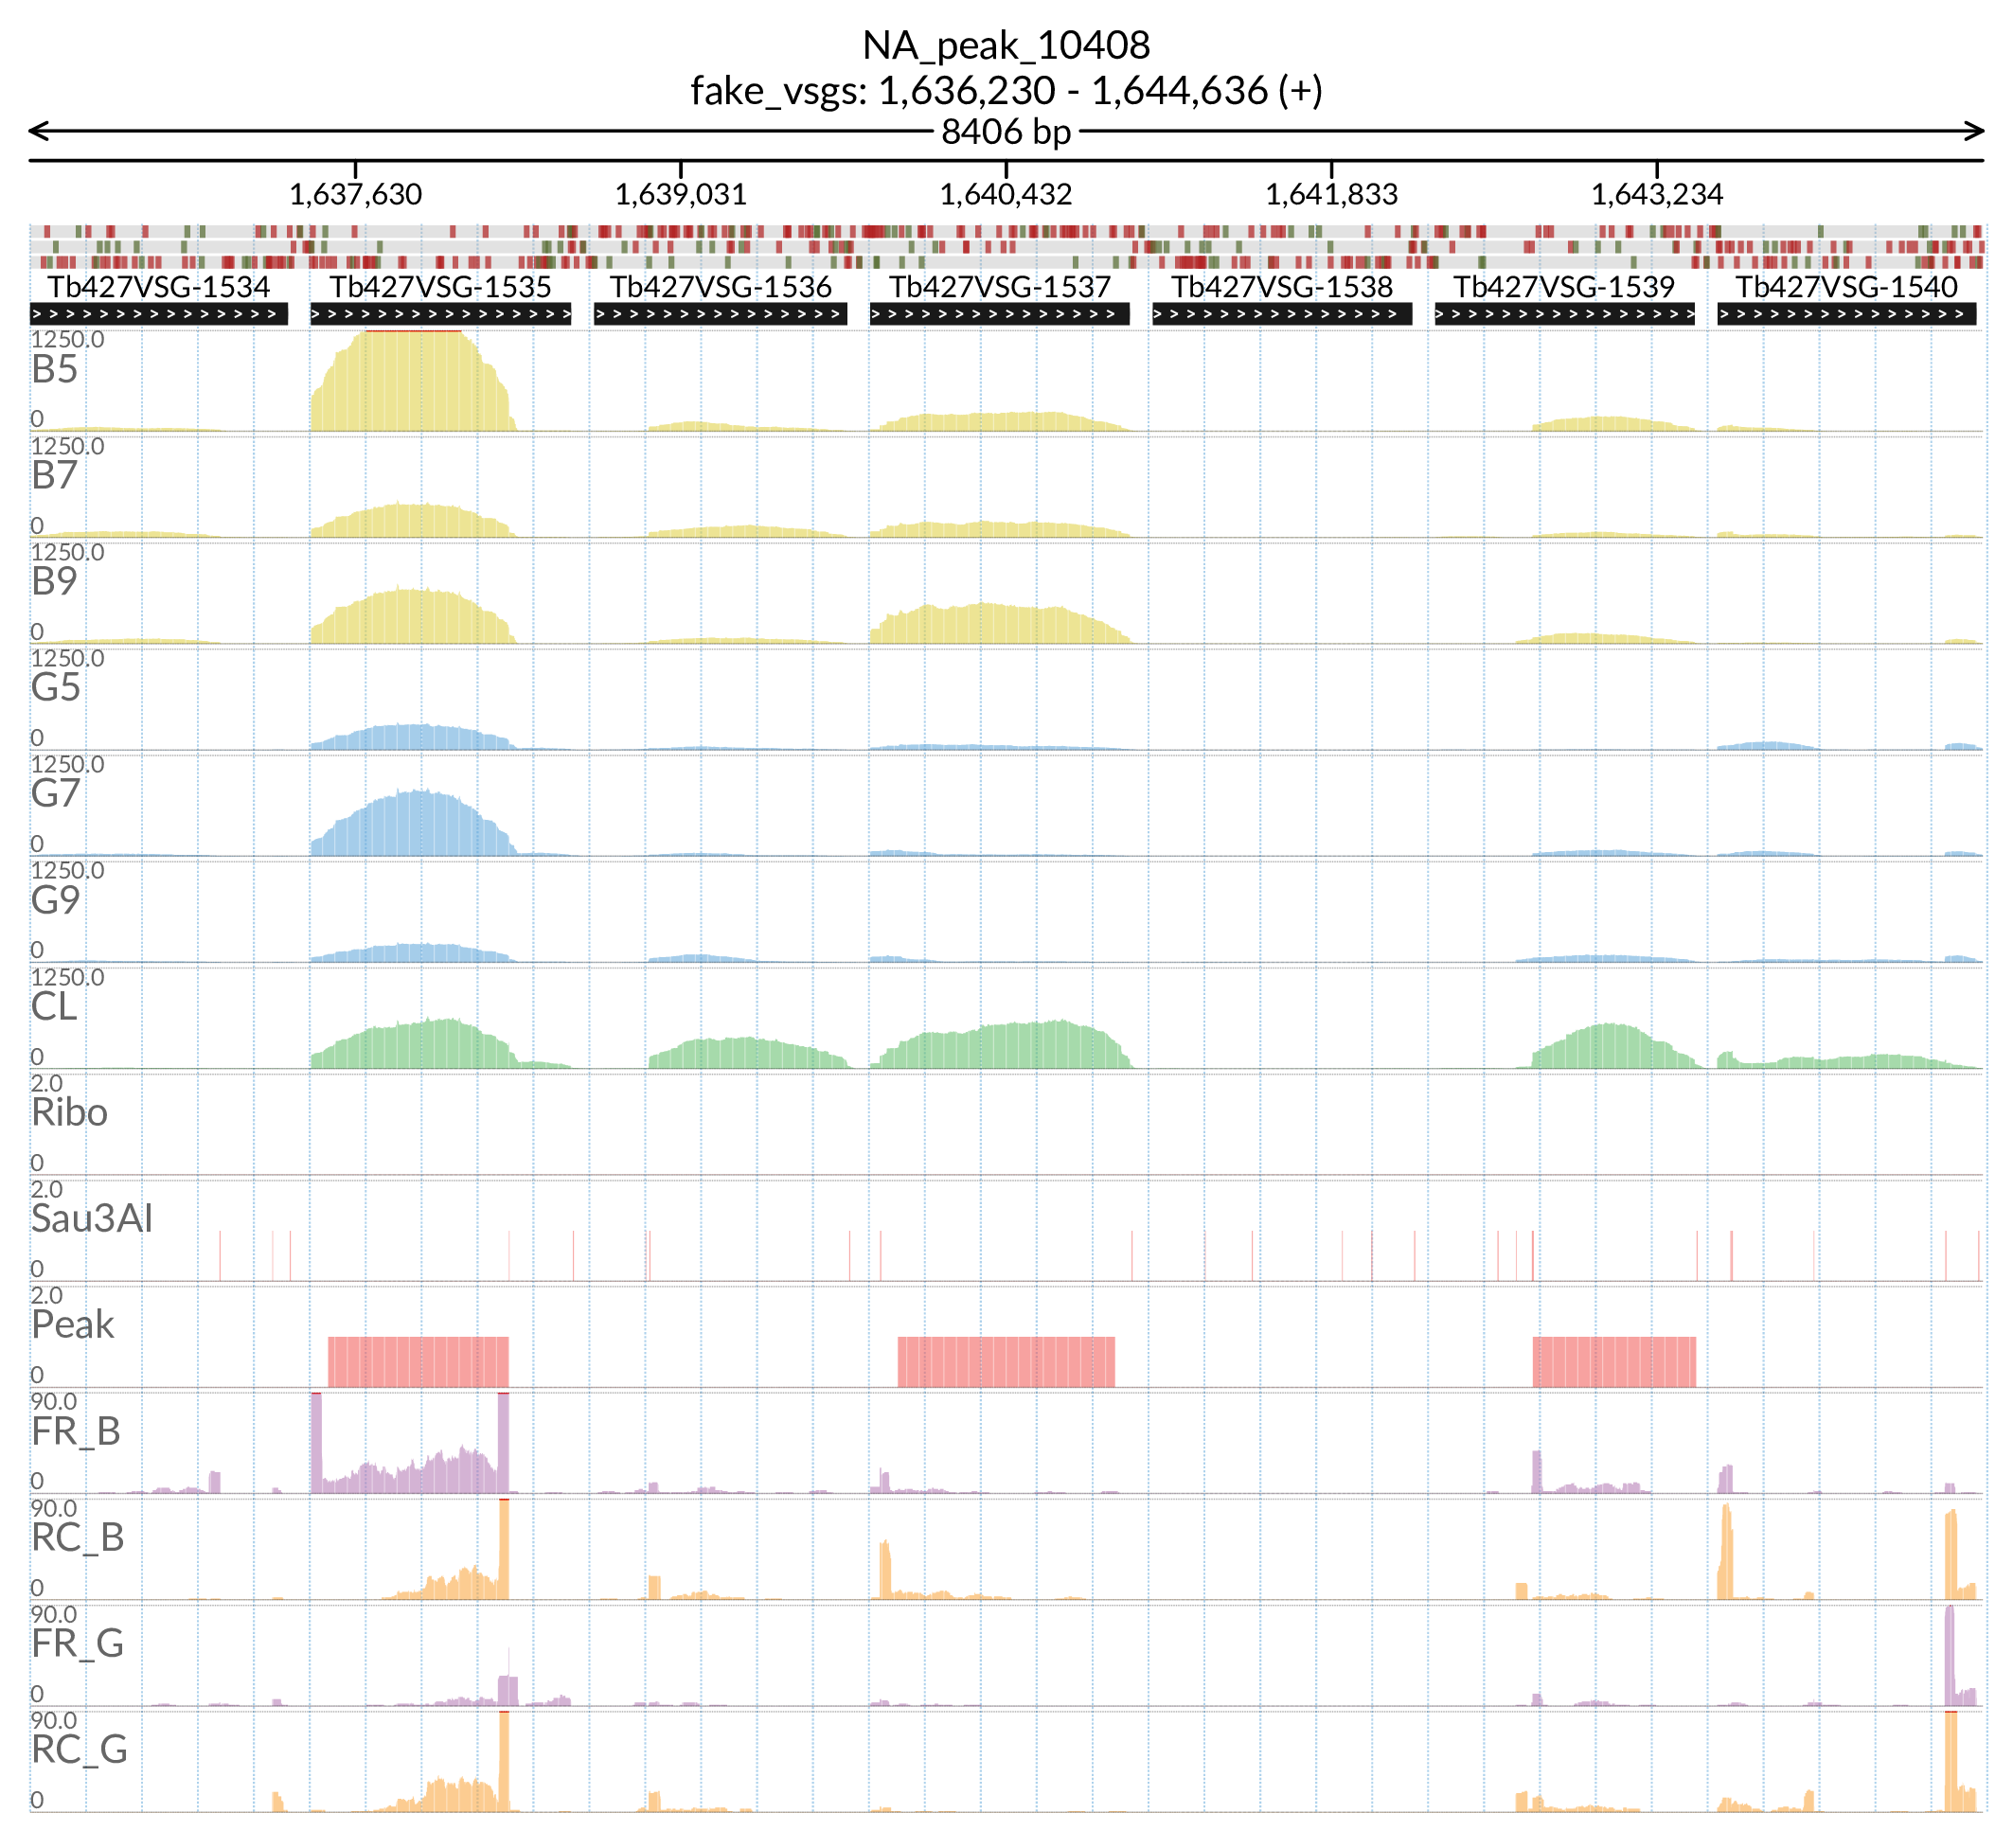 NA_peak_10408
fake_vsgs: 1,636,230 - 1,644,636 (+)
8406 bp
1,637,630 1,639,031 1,640,432 1,641,833 1,643,234
Tb427VSG-1534 Tb427VSG-1535 Tb427VSG-1536 Tb427VSG-1537 Tb427VSG-1538 Tb427VSG-1539 Tb427VSG-1540
1250.0
B5
0
1250.0
B7
0
1250.0
B9
0
1250.0
G5
0
1250.0
G7
0
1250.0
G9
0
1250.0
CL
0
2.0
Ribo
0
2.0
Sau3AI
0
2.0
Peak
0
90.0
FR_B
0
90.0
RC_B
0
90.0
FR_G
0
90.0
RC_G
0